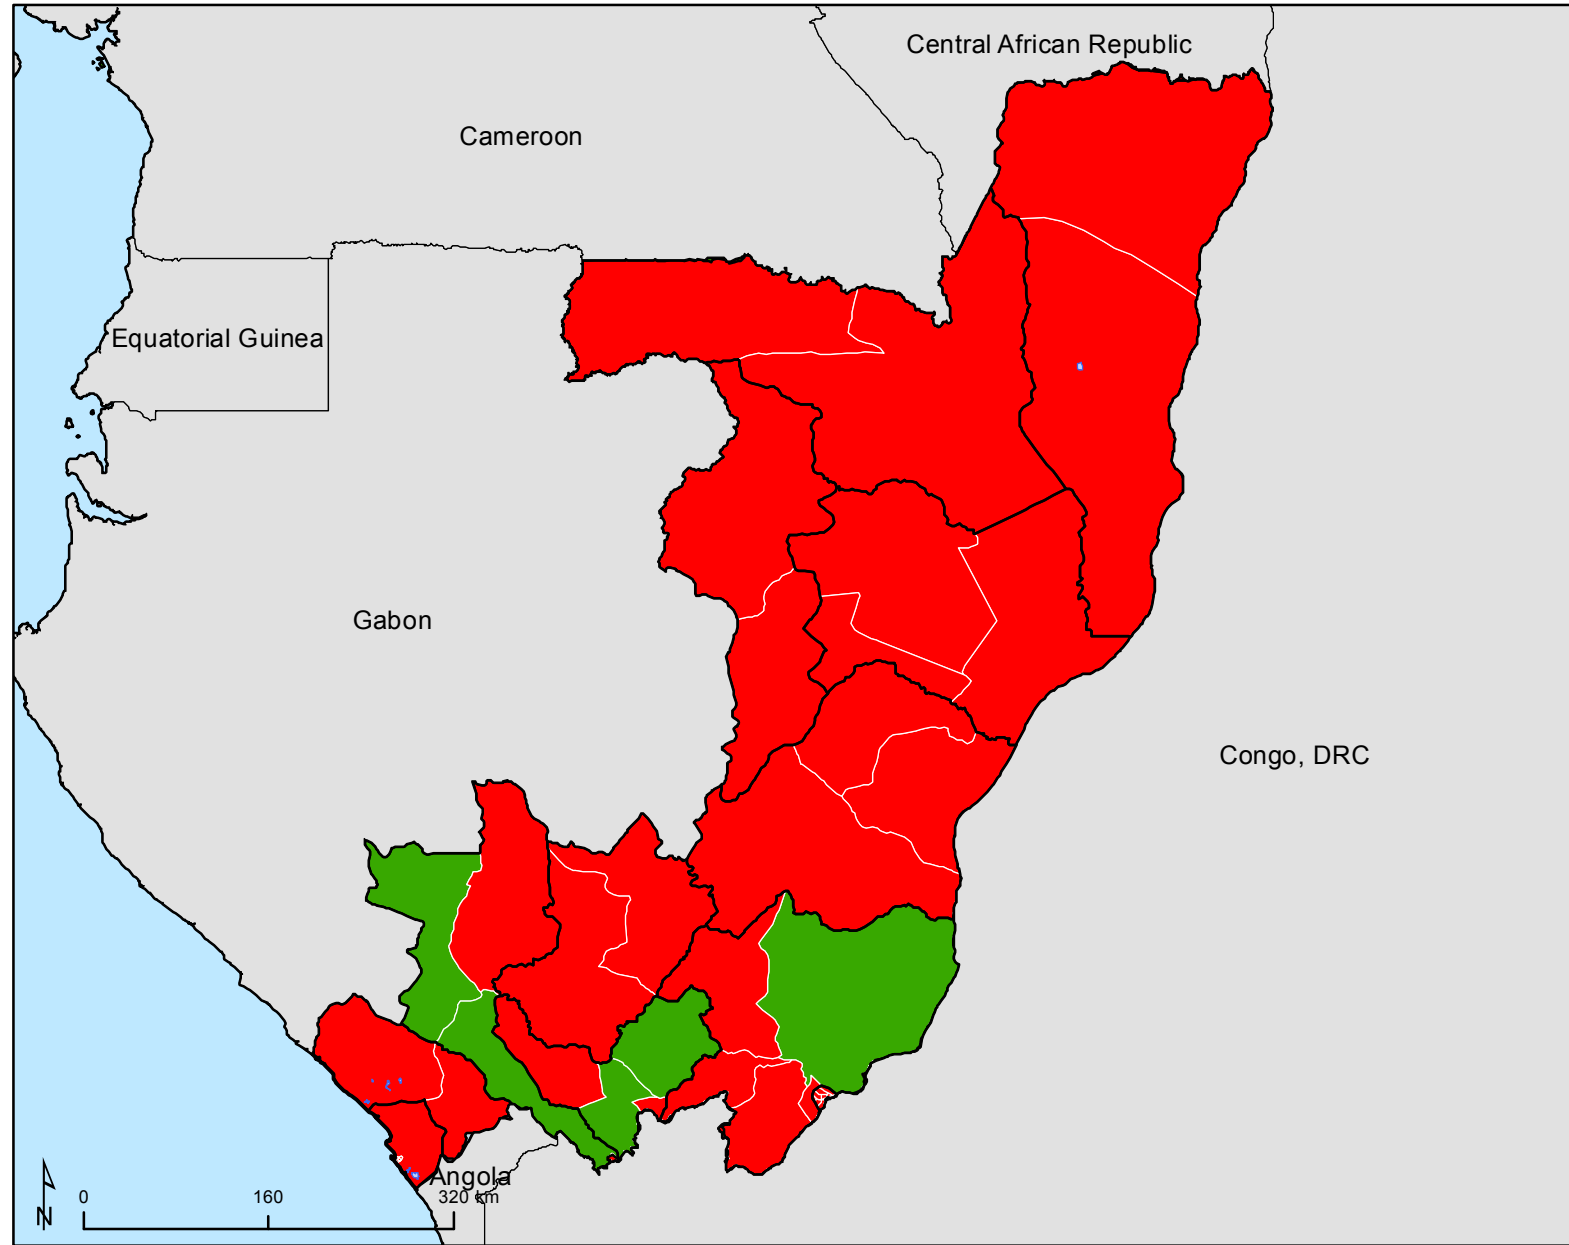 Central African Republic
Cameroon
Equatorial Guinea
Gabon
Congo, DRC
Angola
0 160 320 km
N